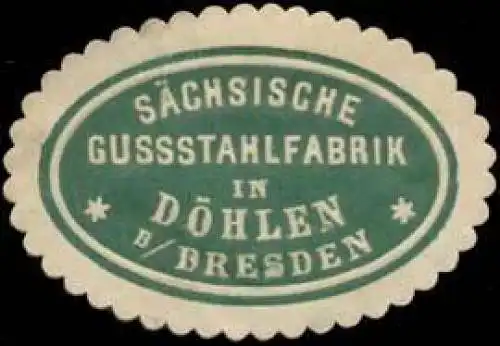 SÄCHSISCHE
GUSSSTAHLFABRIK
IN
DÖHLEN
B/DRESDEN